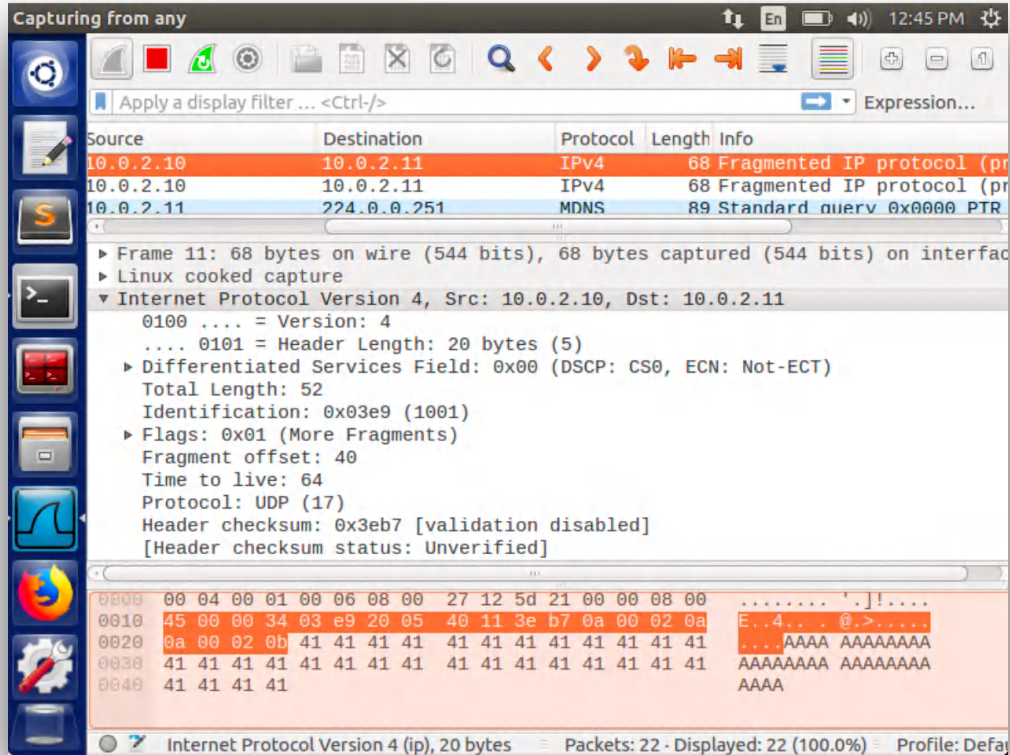 Capturing from any En 12:45 PM
Apply a display filter ... <Ctrl-/> Expression...
Source Destination Protocol Length Info
10.0.2.10 10.0.2.11 IPv4 68 Fragmented IP protocol (pr
10.0.2.10 10.0.2.11 IPv4 68 Fragmented IP protocol (pr
10.0.2.11 224.0.0.251 MDNS 89 Standard query 0x0000 PTR
Frame 11: 68 bytes on wire (544 bits), 68 bytes captured (544 bits) on interfac
Linux cooked capture
Internet Protocol Version 4, Src: 10.0.2.10, Dst: 10.0.2.11
0100 .... = Version: 4
.... 0101 = Header Length: 20 bytes (5)
Differentiated Services Field: 0x00 (DSCP: CS0, ECN: Not-ECT)
Total Length: 52
Identification: 0x03e9 (1001)
Flags: 0x01 (More Fragments)
Fragment offset: 40
Time to live: 64
Protocol: UDP (17)
Header checksum: 0x3eb7 [validation disabled]
[Header checksum status: Unverified]
0000 00 04 00 01 00 06 08 00 27 12 5d 21 00 00 08 00 ........ '.]!....
0010 45 00 00 34 03 e9 20 05 40 11 3e b7 0a 00 02 0a E..4.. . @.>.....
0020 0a 00 02 0b 41 41 41 41 41 41 41 41 41 41 41 41 ....AAAA AAAAAAAA
0030 41 41 41 41 41 41 41 41 41 41 41 41 41 41 41 41 AAAAAAAA AAAAAAAA
0040 41 41 41 41 AAAA
Internet Protocol Version 4 (ip), 20 bytes Packets: 22 · Displayed: 22 (100.0%) Profile: Defau